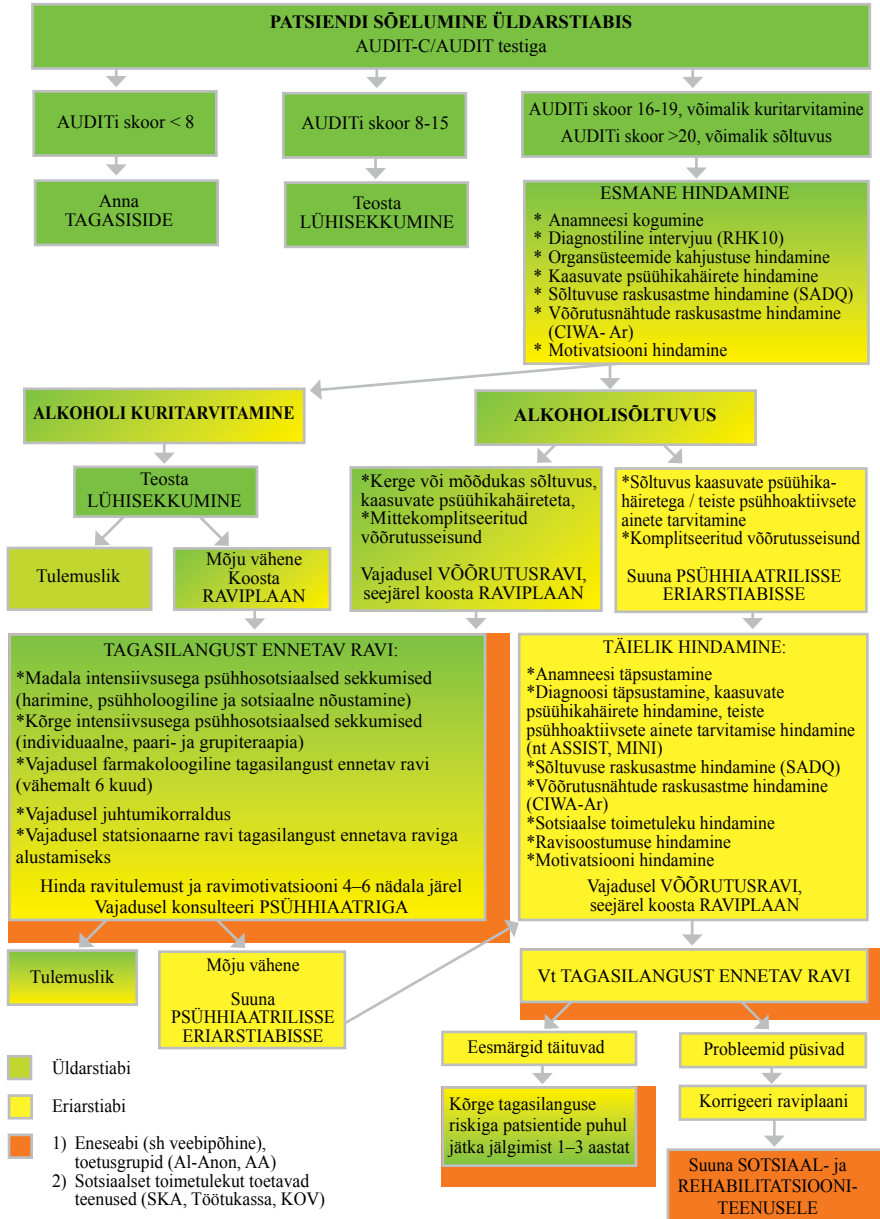 PATSIENDI SÕELUMINE ÜLDARSTIABIS
AUDIT-C/AUDIT testiga
AUDITi skoor < 8
AUDITi skoor 8-15
AUDITi skoor 16-19, võimalik kuritarvitamine
AUDITi skoor >20, võimalik sõltuvus
Anna
TAGASISIDE
Teosta
LÜHISEKKUMINE
ESMANE HINDAMINE
* Anamneesi kogumine
* Diagnostiline intervjuu (RHK10)
* Organsüsteemide kahjustuse hindamine
* Kaasuvate psüühikahäirete hindamine
* Sõltuvuse raskusastme hindamine (SADQ)
* Võõrutusnähtude raskusastme hindamine
(CIWA- Ar)
* Motivatsiooni hindamine
ALKOHOLI KURITARVITAMINE
ALKOHOLISÕLTUVUS
Teosta
LÜHISEKKUMINE
Tulemuslik
Mõju vähene
Koosta
RAVIPLAAN
*Kerge või mõõdukas sõltuvus,
kaasuvate psüühikahäireteta,
*Mittekomplitseeritud
võõrutusseisund
Vajadusel VÕÕRUTUSRAVI,
seejärel koosta RAVIPLAAN
*Sõltuvus kaasuvate psüühika-
häiretega / teiste psühhoaktiivsete
ainete tarvitamine
*Komplitseeritud võõrutusseisund
Suuna PSÜHHIAATRILISSE
ERIARSTIABISSE
TAGASILANGUST ENNETAV RAVI:
*Madala intensiivsusega psühhosotsiaalsed sekkumised
(harimine, psühholoogiline ja sotsiaalne nõustamine)
*Kõrge intensiivsusega psühhosotsiaalsed sekkumised
(individuaalne, paari- ja grupiteraapia)
*Vajadusel farmakoloogiline tagasilangust ennetav ravi
(vähemalt 6 kuud)
*Vajadusel juhtumikorraldus
*Vajadusel statsionaarne ravi tagasilangust ennetava raviga
alustamiseks
Hinda ravitulemust ja ravimotivatsiooni 4–6 nädala järel
Vajadusel konsulteeri PSÜHHIAATRIGA
TÄIELIK HINDAMINE:
*Anamneesi täpsustamine
*Diagnoosi täpsustamine, kaasuvate
psüühikahäirete hindamine, teiste
psühhoaktiivsete ainete tarvitamise hindamine
(nt ASSIST, MINI)
*Sõltuvuse raskusastme hindamine (SADQ)
*Võõrutusnähtude raskusastme hindamine
(CIWA-Ar)
*Sotsiaalse toimetuleku hindamine
*Ravisoostumuse hindamine
*Motivatsiooni hindamine
Vajadusel VÕÕRUTUSRAVI,
seejärel koosta RAVIPLAAN
Tulemuslik
Mõju vähene
Suuna
PSÜHHIAATRILISSE
ERIARSTIABISSE
Vt TAGASILANGUST ENNETAV RAVI
Eesmärgid täituvad
Probleemid püsivad
Kõrge tagasilanguse
riskiga patsientide puhul
jätka jälgimist 1–3 aastat
Korrigeeri raviplaani
Suuna SOTSIAAL- ja
REHABILITATSIOONI-
TEENUSELE
Üldarstiabi
Eriarstiabi
1) Eneseabi (sh veebipõhine),
toetusgrupid (Al-Anon, AA)
2) Sotsiaalset toimetulekut toetavad
teenused (SKA, Töötukassa, KOV)